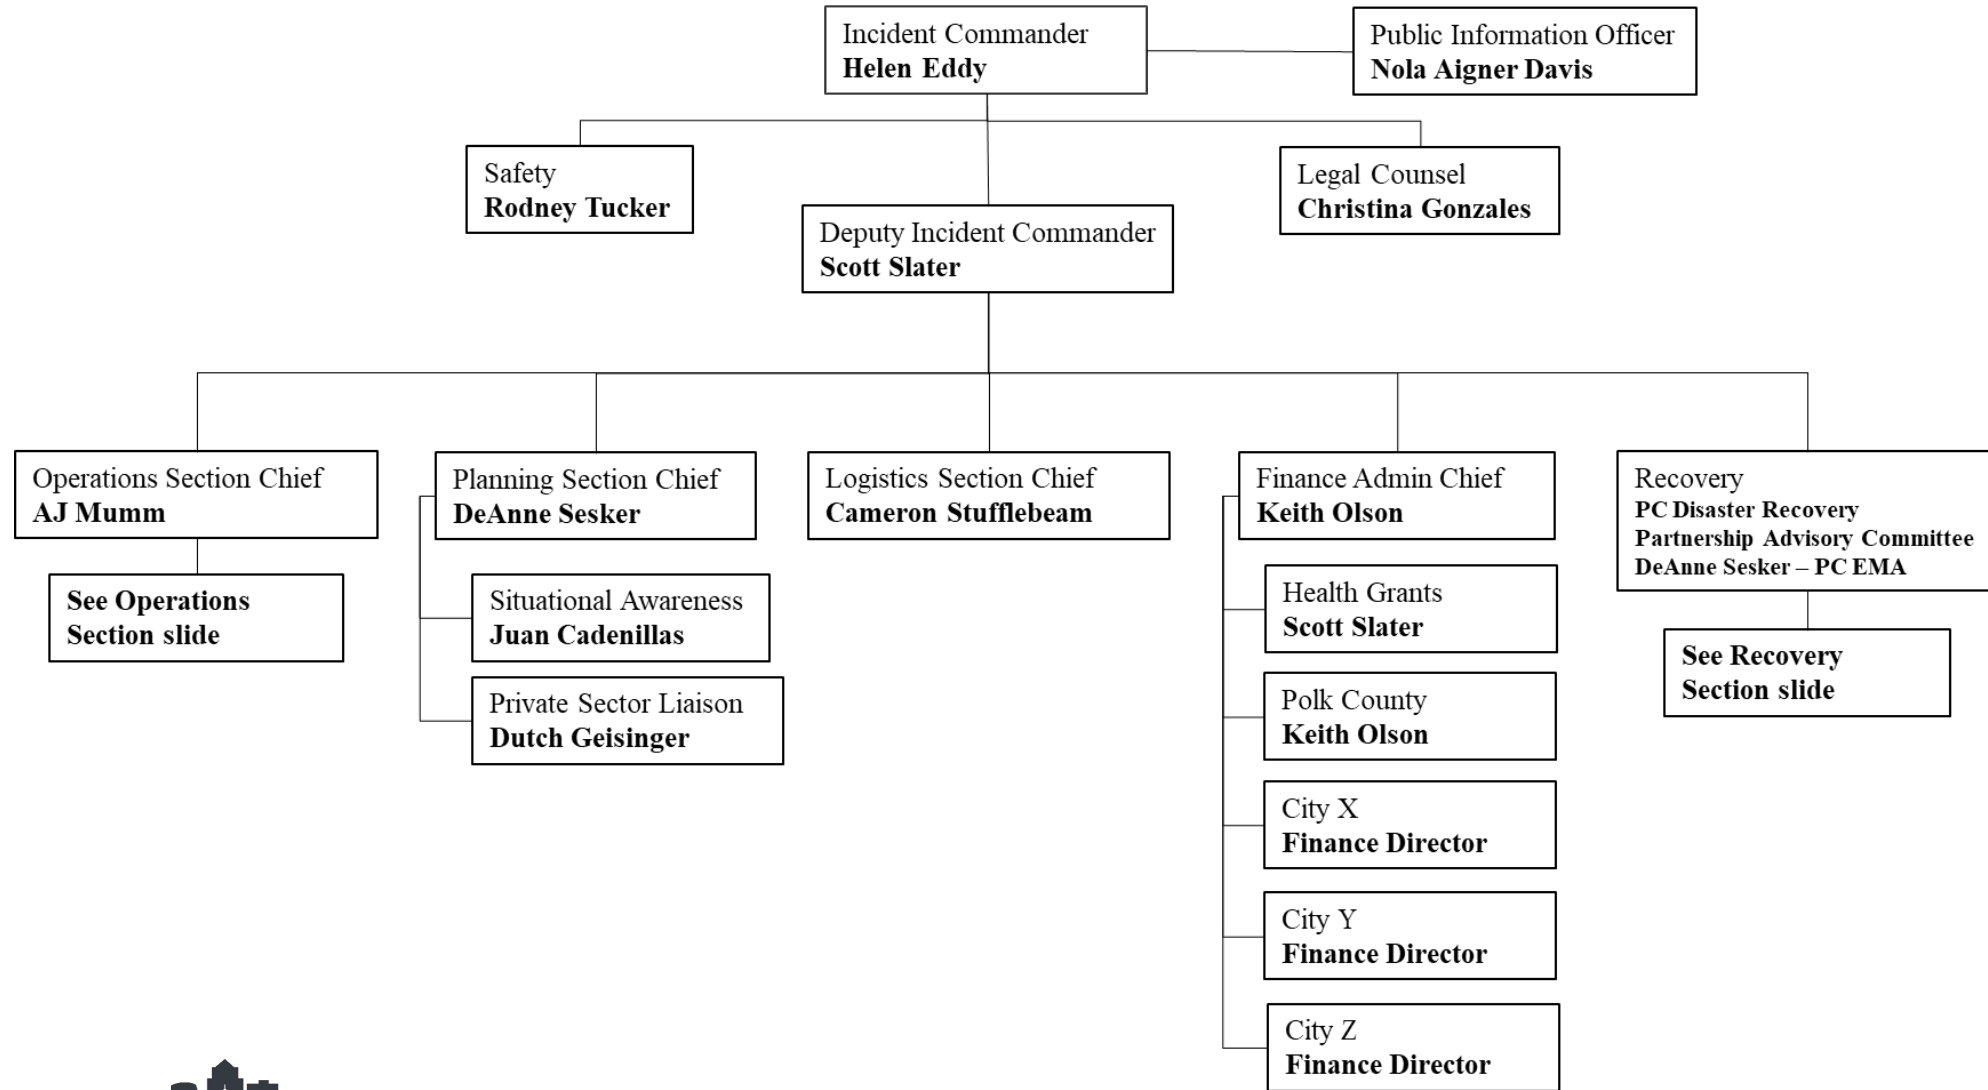 Incident Commander
Helen Eddy
Public Information Officer
Nola Aigner Davis
Safety
Rodney Tucker
Legal Counsel
Christina Gonzales
Deputy Incident Commander
Scott Slater
Operations Section Chief
AJ Mumm
See Operations
Section slide
Planning Section Chief
DeAnne Sesker
Situational Awareness
Juan Cadenillas
Private Sector Liaison
Dutch Geisinger
Logistics Section Chief
Cameron Stufflebeam
Finance Admin Chief
Keith Olson
Health Grants
Scott Slater
Polk County
Keith Olson
City X
Finance Director
City Y
Finance Director
City Z
Finance Director
Recovery
PC Disaster Recovery
Partnership Advisory Committee
DeAnne Sesker – PC EMA
See Recovery
Section slide